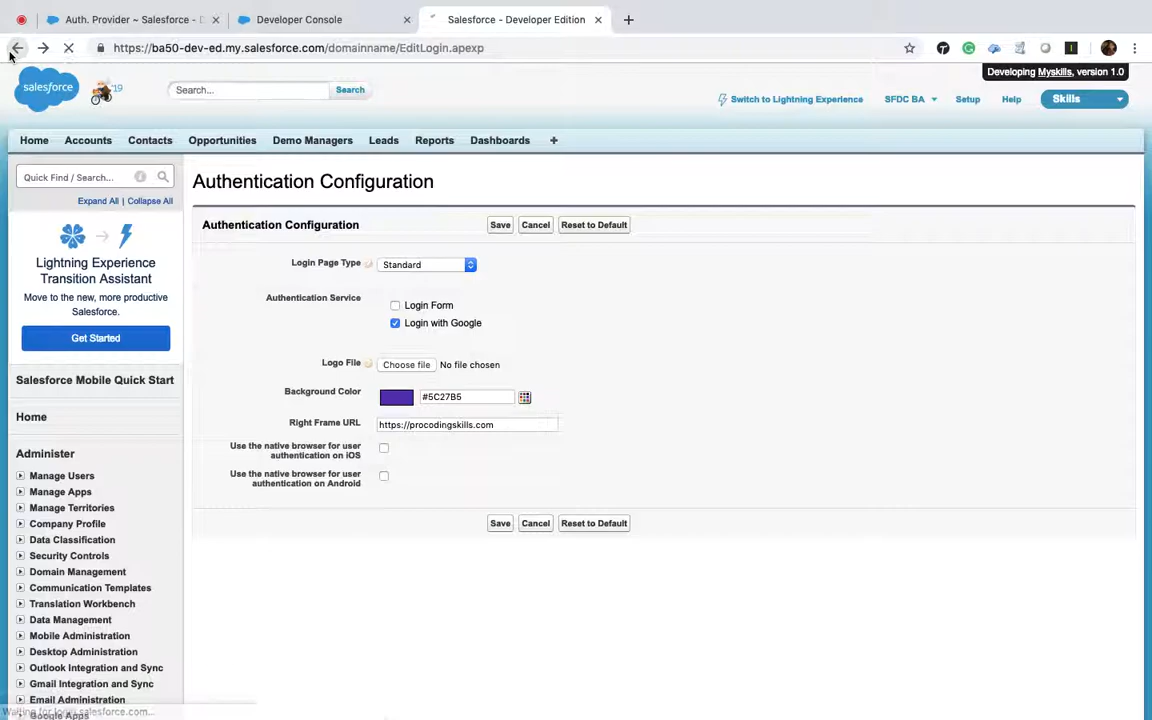 Auth. Provider ~ Salesforce - D
Developer Console
Salesforce - Developer Edition
https://ba50-dev-ed.my.salesforce.com/domainname/EditLogin.apexp
Developing Myskills, version 1.0
salesforce
'19
Search...
Search
Switch to Lightning Experience
SFDC BA
Setup
Help
Skills
Home
Accounts
Contacts
Opportunities
Demo Managers
Leads
Reports
Dashboards
+
Quick Find / Search...
Expand All | Collapse All
Lightning Experience
Transition Assistant
Move to the new, more productive
Salesforce.
Get Started
Salesforce Mobile Quick Start
Home
Administer
Manage Users
Manage Apps
Manage Territories
Company Profile
Data Classification
Security Controls
Domain Management
Communication Templates
Translation Workbench
Data Management
Mobile Administration
Desktop Administration
Outlook Integration and Sync
Gmail Integration and Sync
Email Administration
Google Apps
Waiting for login.salesforce.com...
Authentication Configuration
Authentication Configuration
Save
Cancel
Reset to Default
Login Page Type
Standard
Authentication Service
Login Form
Login with Google
Logo File
Choose file
No file chosen
Background Color
#5C27B5
Right Frame URL
https://procodingskills.com
Use the native browser for user
authentication on iOS
Use the native browser for user
authentication on Android
Save
Cancel
Reset to Default